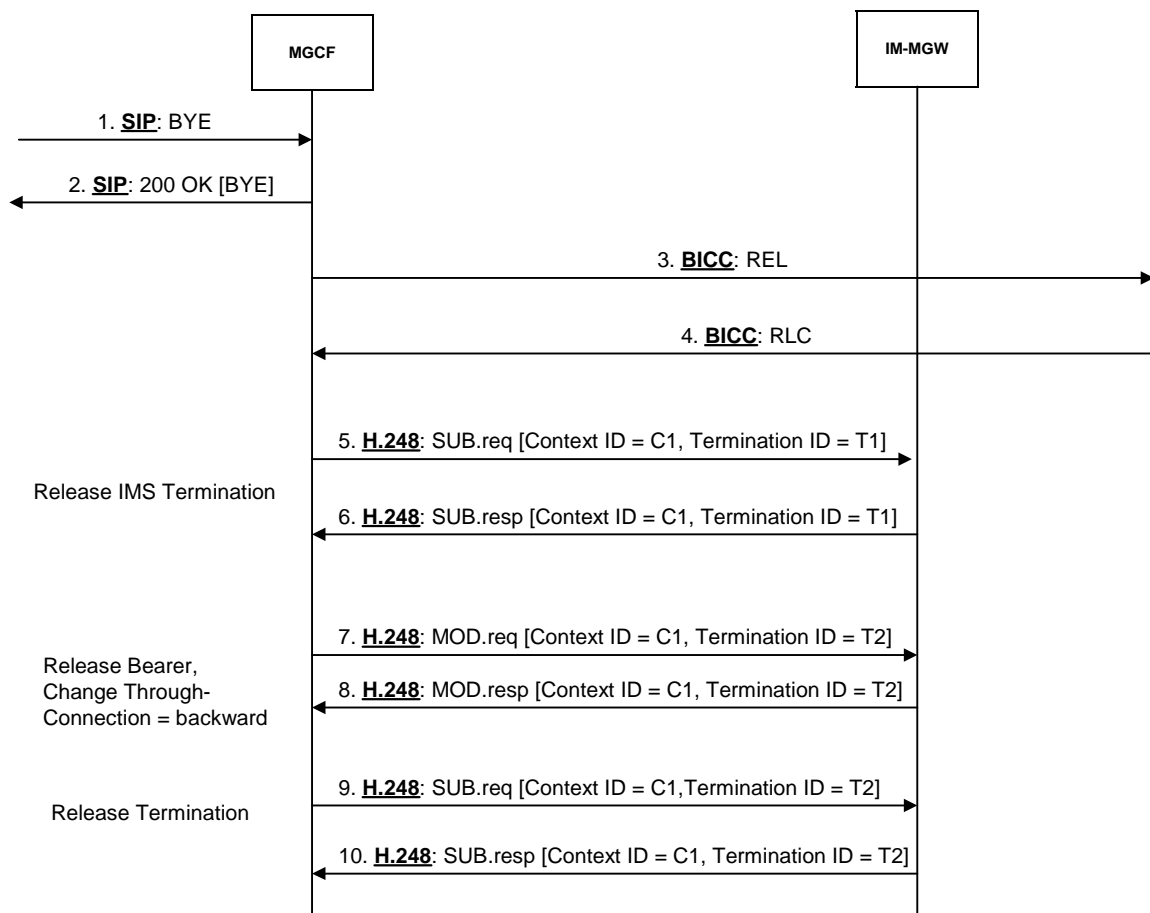 MGCF
IM-MGW
1. SIP: BYE
2. SIP: 200 OK [BYE]
3. BICC: REL
4. BICC: RLC
5. H.248: SUB.req [Context ID = C1, Termination ID = T1]
Release IMS Termination
6. H.248: SUB.resp [Context ID = C1, Termination ID = T1]
7. H.248: MOD.req [Context ID = C1, Termination ID = T2]
Release Bearer,
Change Through-
Connection = backward
8. H.248: MOD.resp [Context ID = C1, Termination ID = T2]
9. H.248: SUB.req [Context ID = C1,Termination ID = T2]
Release Termination
10. H.248: SUB.resp [Context ID = C1, Termination ID = T2]